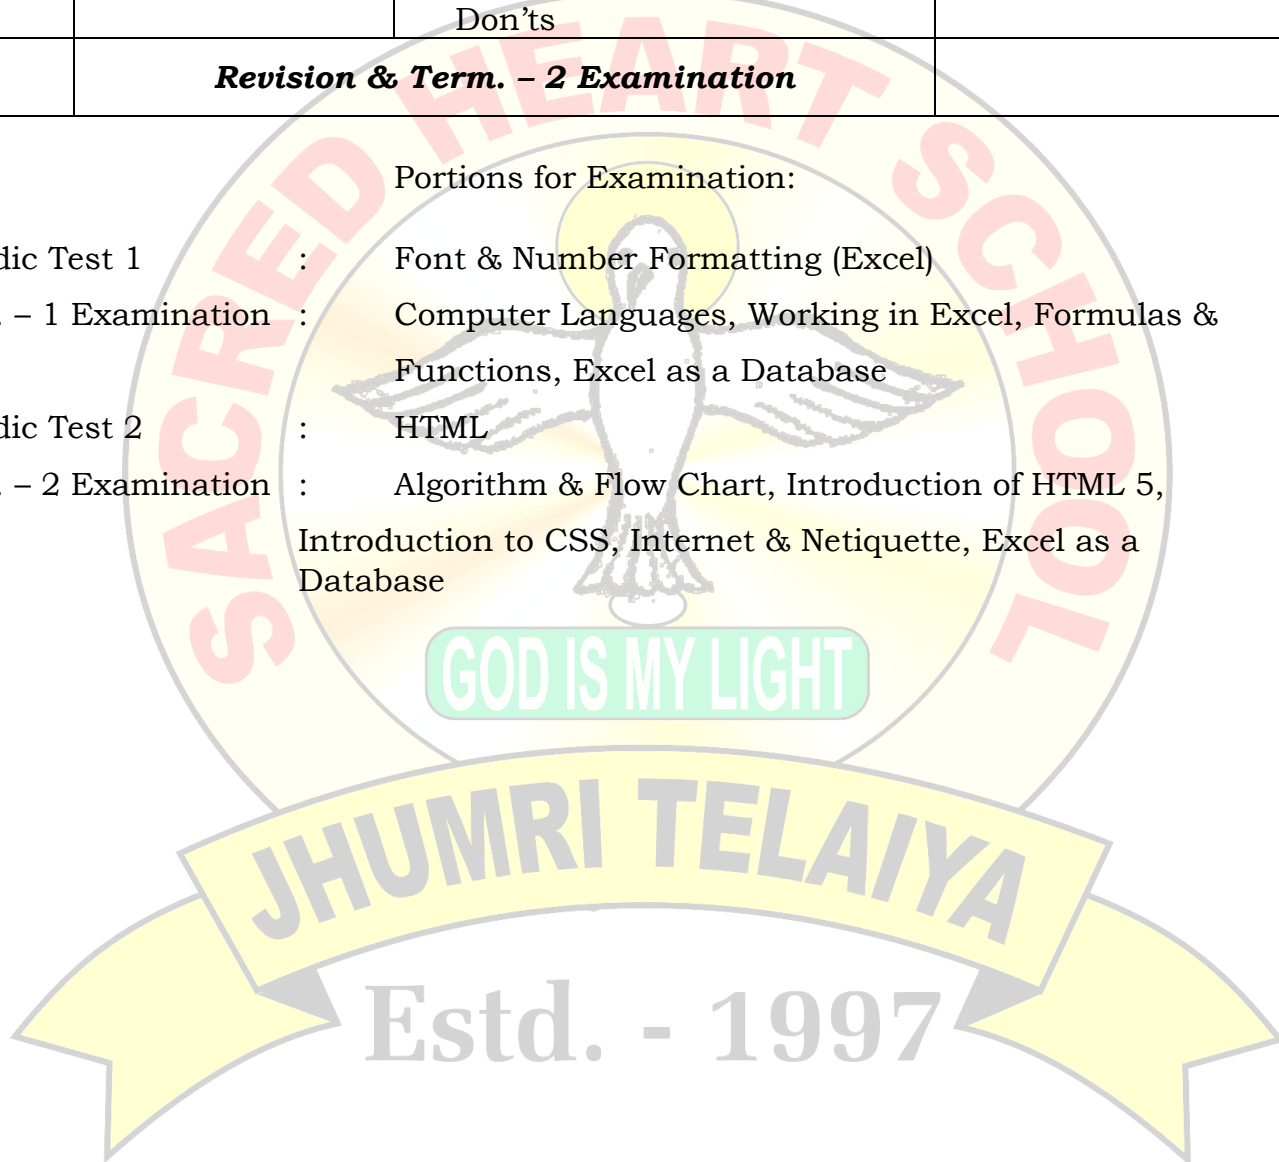 Don'ts
Revision & Term. – 2 Examination
Portions for Examination:
dic Test 1 : Font & Number Formatting (Excel)
. – 1 Examination : Computer Languages, Working in Excel, Formulas &
Functions, Excel as a Database
dic Test 2 : HTML
. – 2 Examination : Algorithm & Flow Chart, Introduction of HTML 5,
Introduction to CSS, Internet & Netiquette, Excel as a
Database
SACRED HEART SCHOOL
GOD IS MY LIGHT
JHUMRI TELAIYA
Estd. - 1997